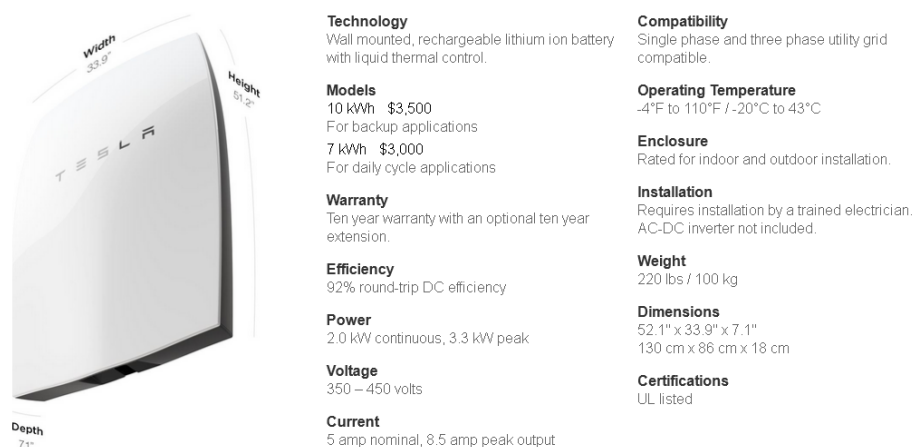 Width
33.9"
Height
51.2"
TESLA
Depth
7.1"
Technology
Wall mounted, rechargeable lithium ion battery
with liquid thermal control.
Models
10 kWh $3,500
For backup applications
7 kWh $3,000
For daily cycle applications
Warranty
Ten year warranty with an optional ten year
extension.
Efficiency
92% round-trip DC efficiency
Power
2.0 kW continuous, 3.3 kW peak
Voltage
350 – 450 volts
Current
5 amp nominal, 8.5 amp peak output
Compatibility
Single phase and three phase utility grid
compatible.
Operating Temperature
-4°F to 110°F / -20°C to 43°C
Enclosure
Rated for indoor and outdoor installation.
Installation
Requires installation by a trained electrician.
AC-DC inverter not included.
Weight
220 lbs / 100 kg
Dimensions
52.1" x 33.9" x 7.1"
130 cm x 86 cm x 18 cm
Certifications
UL listed